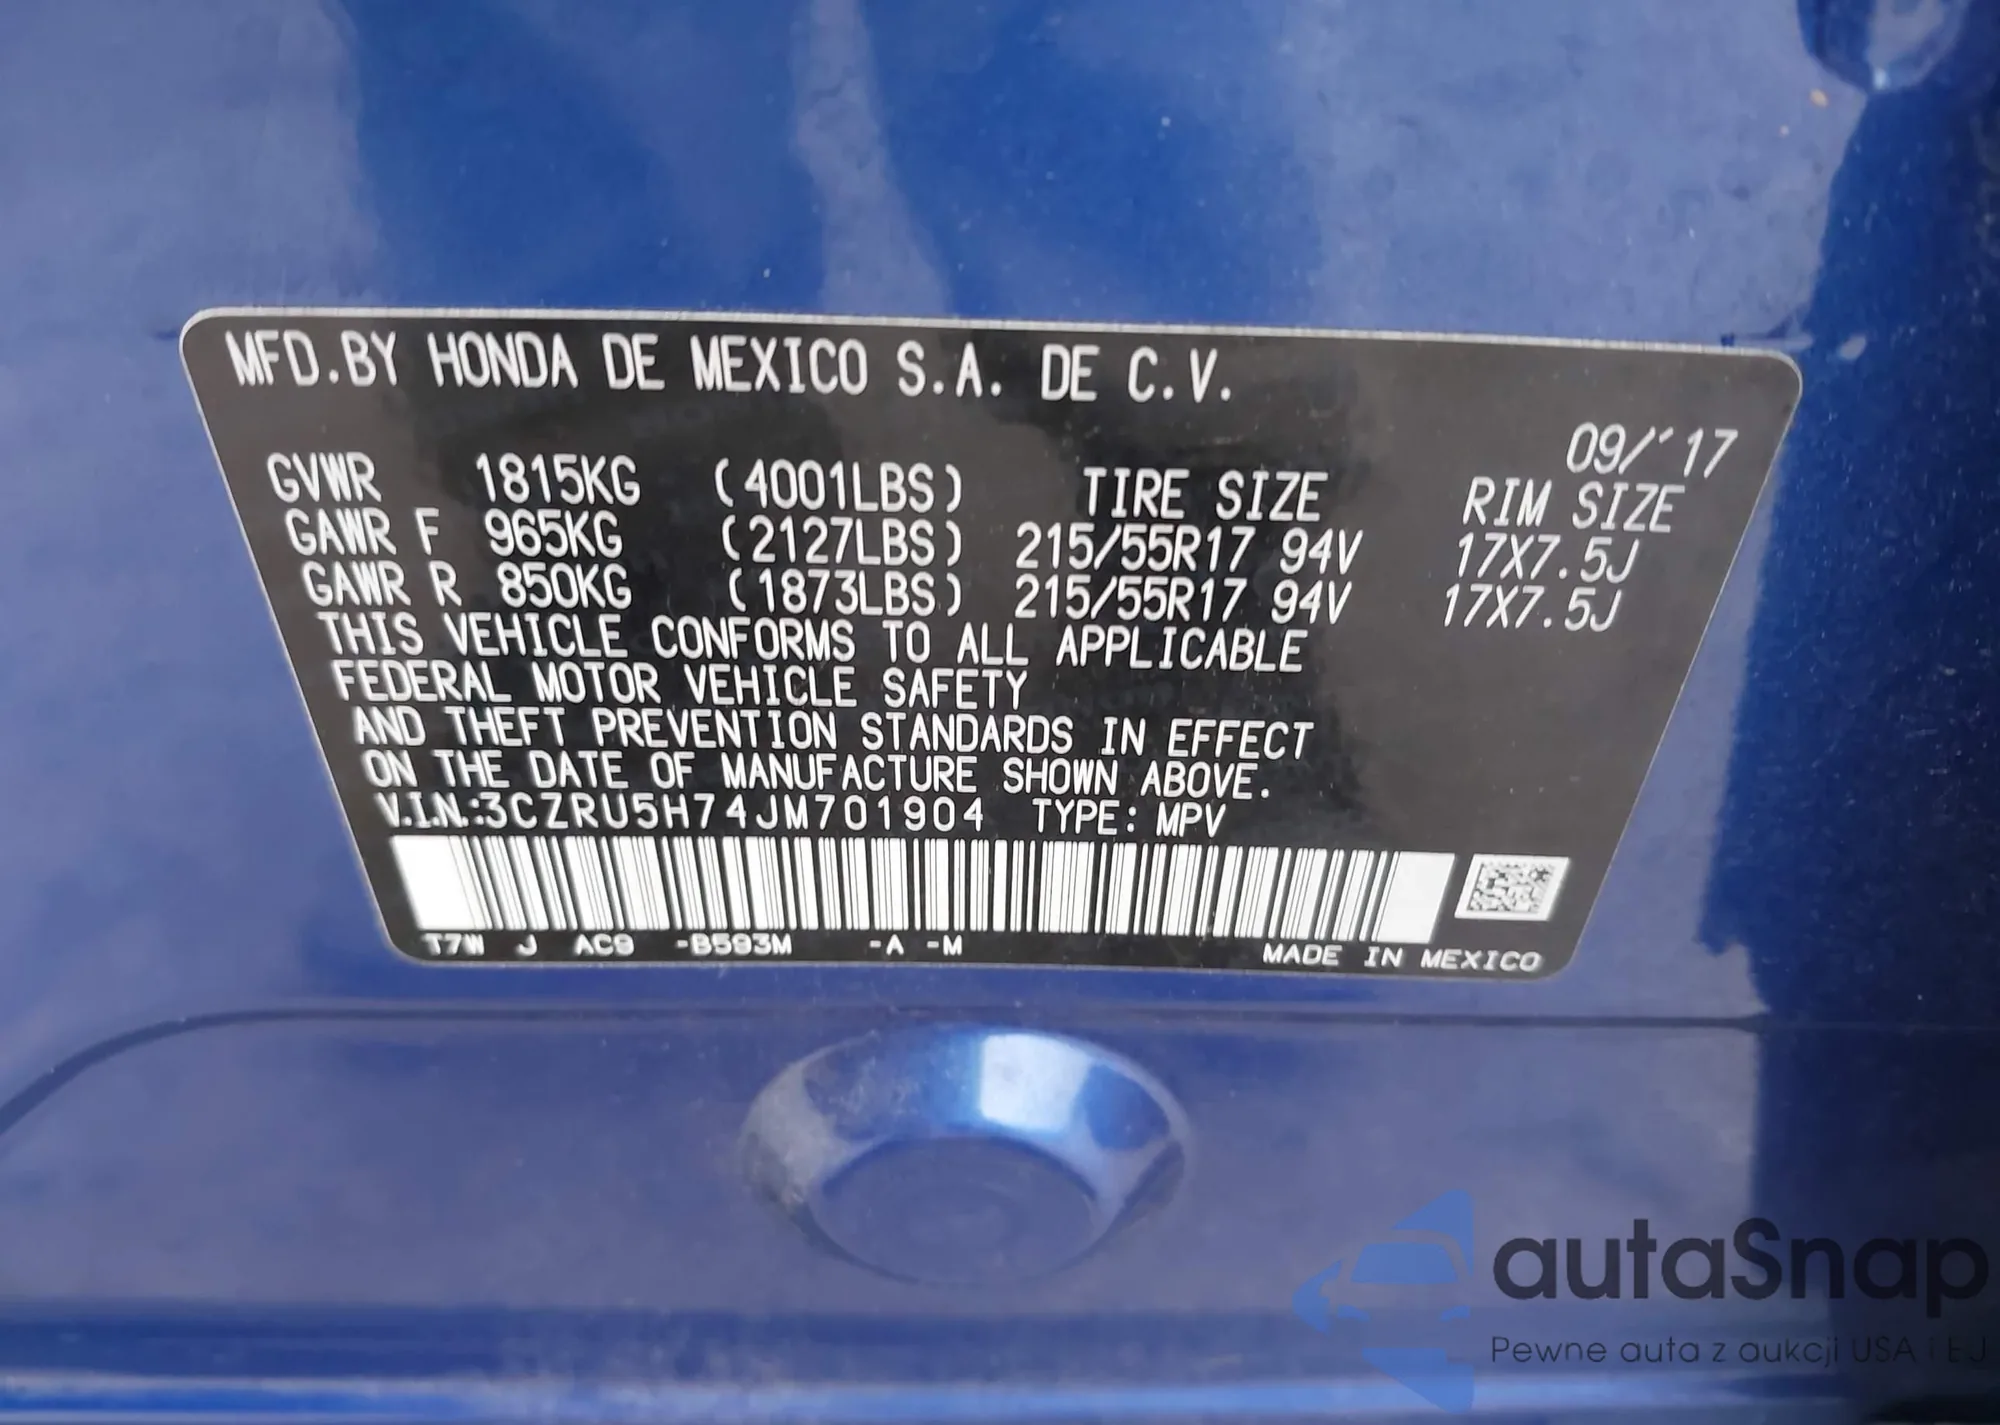 MFD.BY HONDA DE MEXICO S.A. DE C.V.
09/'17
GVWR 1815KG (4001LBS) TIRE SIZE RIM SIZE
GAWR F 965KG (2127LBS) 215/55R17 94V 17X7.5J
GAWR R 850KG (1873LBS) 215/55R17 94V 17X7.5J
THIS VEHICLE CONFORMS TO ALL APPLICABLE
FEDERAL MOTOR VEHICLE SAFETY
AND THEFT PREVENTION STANDARDS IN EFFECT
ON THE DATE OF MANUFACTURE SHOWN ABOVE.
V.I.N.:3CZRU5H74JM701904 TYPE: MPV
T7W J AC9 -B593M -A -M MADE IN MEXICO
autaSnap
Pewne auta z aukcji USA i EJ